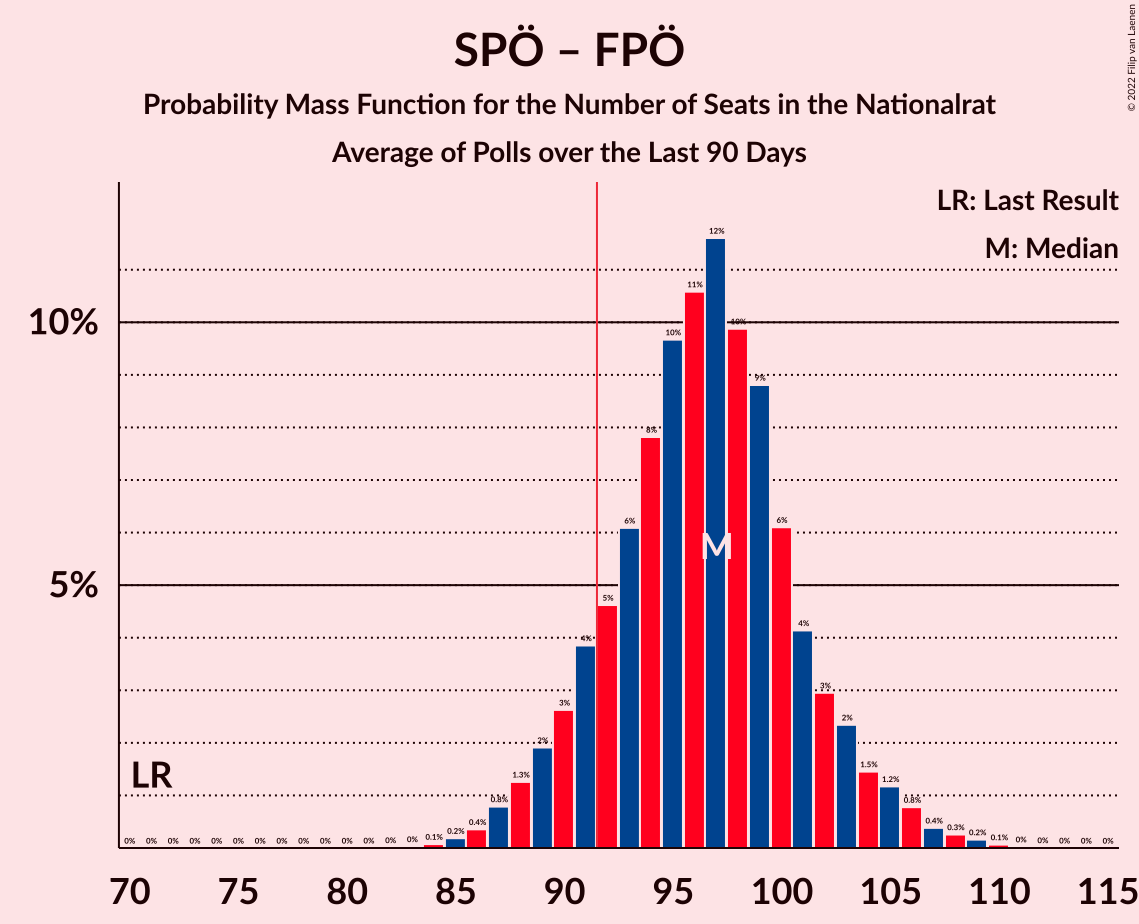 SPÖ – FPÖ
Probability Mass Function for the Number of Seats in the Nationalrat
Average of Polls over the Last 90 Days
© 2022 Filip van Laenen
LR: Last Result
M: Median
10%
5%
LR
M
0% 0% 0% 0% 0% 0% 0% 0% 0% 0% 0% 0% 0% 0% 0.1% 0.2% 0.4% 0.8% 1.3% 2% 3% 4% 5% 6% 8% 10% 11% 12% 10% 9% 6% 4% 3% 2% 1.5% 1.2% 0.8% 0.4% 0.3% 0.2% 0.1% 0% 0% 0% 0% 0%
70 75 80 85 90 95 100 105 110 115